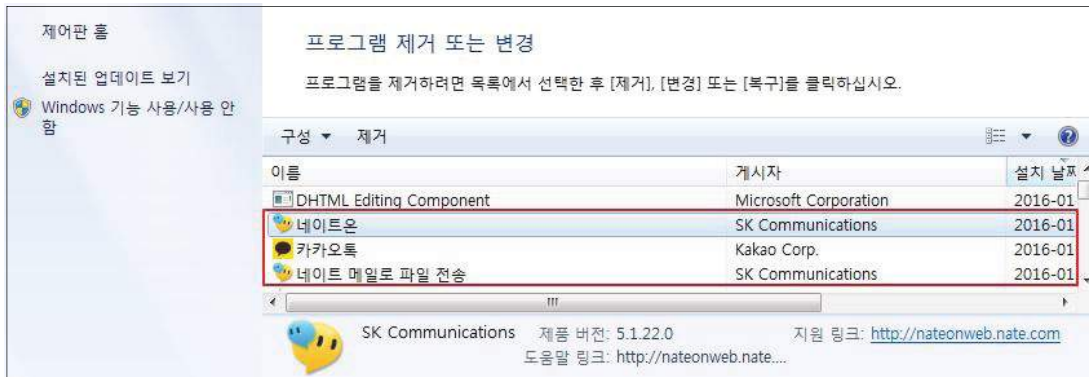 제어판 홈
설치된 업데이트 보기
Windows 기능 사용/사용 안
함
프로그램 제거 또는 변경
프로그램을 제거하려면 목록에서 선택한 후 [제거], [변경] 또는 [복구]를 클릭하십시오.
구성 제거
이름 게시자 설치 날짜
DHTML Editing Component Microsoft Corporation 2016-01
네이트온 SK Communications 2016-01
카카오톡 Kakao Corp. 2016-01
네이트 메일로 파일 전송 SK Communications 2016-01
SK Communications 제품 버전: 5.1.22.0 지원 링크: http://nateonweb.nate.com
도움말 링크: http://nateonweb.nate....